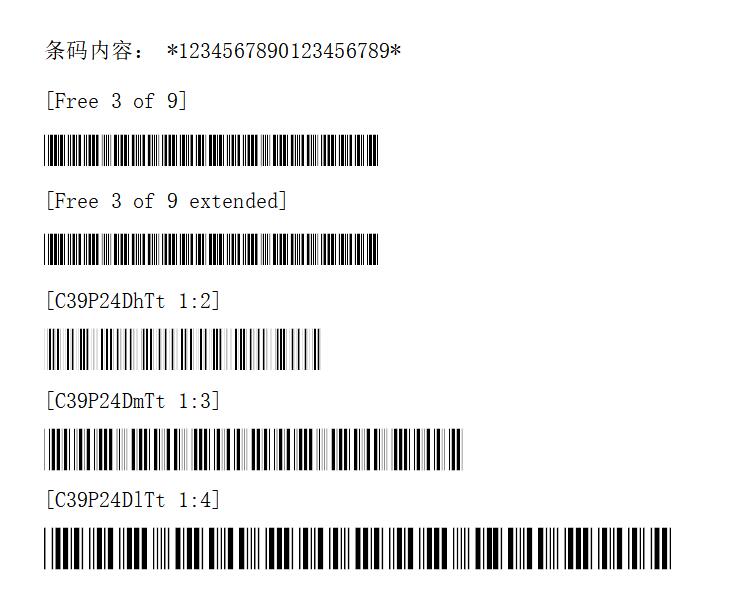 条码内容： *1234567890123456789*
[Free 3 of 9]
[Free 3 of 9 extended]
[C39P24DhTt 1:2]
[C39P24DmTt 1:3]
[C39P24DlTt 1:4]